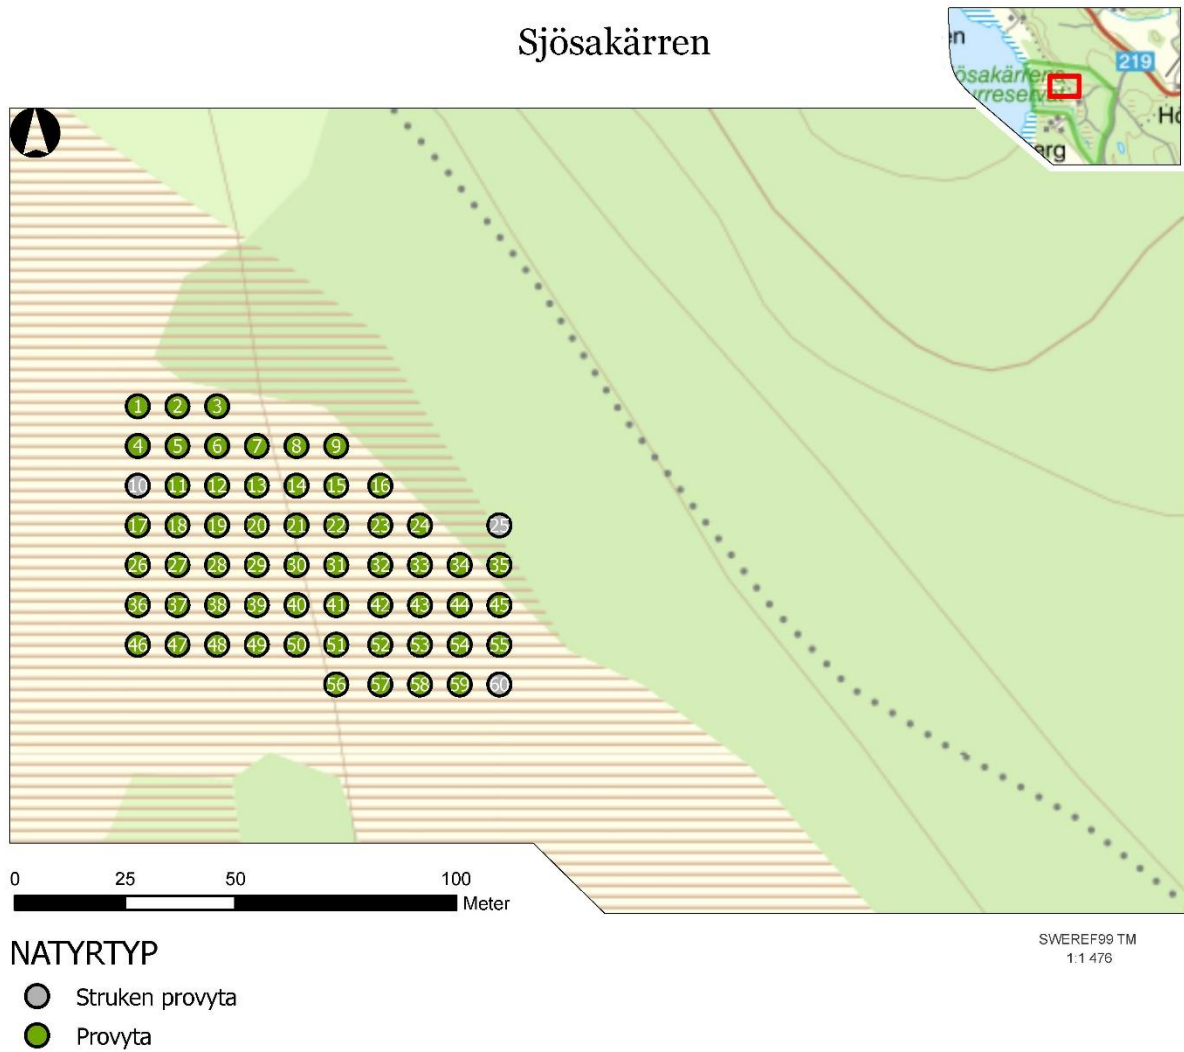 Sjösakärren
en
219
ösakärrens
urreservat
Hö
erg
1 2 3
4 5 6 7 8 9
10 11 12 13 14 15 16
17 18 19 20 21 22 23 24 25
26 27 28 29 30 31 32 33 34 35
36 37 38 39 40 41 42 43 44 45
46 47 48 49 50 51 52 53 54 55
56 57 58 59 60
0 25 50 100
Meter
NATYRTYP
SWEREF99 TM
1:1 476
Struken provyta
Provyta